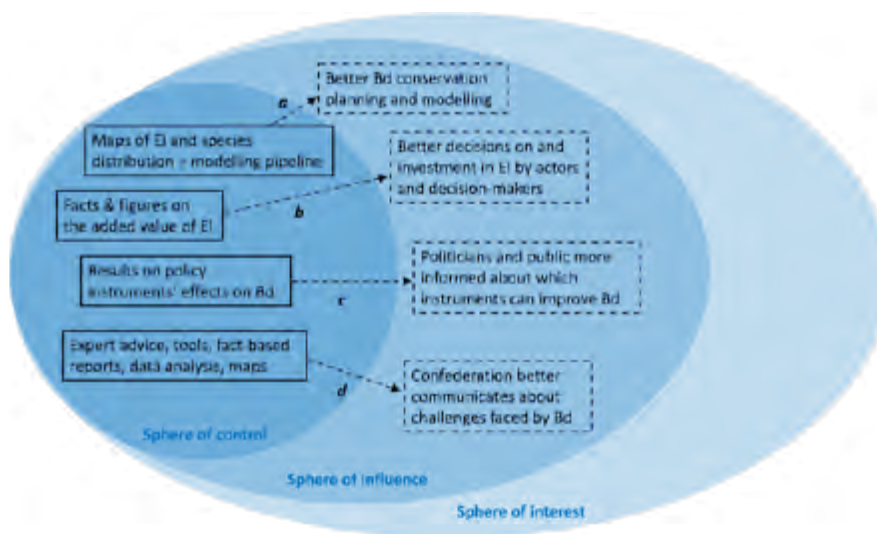 Better Bd conservation
planning and modelling
a
Maps of EI and species
distribution – modelling pipeline
Better decisions on and
investment in EI by actors
and decision-makers
Facts & figures on
the added value of EI
b
Results on policy
instruments' effects on Bd
Politicians and public more
informed about which
instruments can improve Bd
c
Expert advice, tools, fact-based
reports, data analysis, maps
d
Confederation better
communicates about
challenges faced by Bd
Sphere of control
Sphere of influence
Sphere of interest